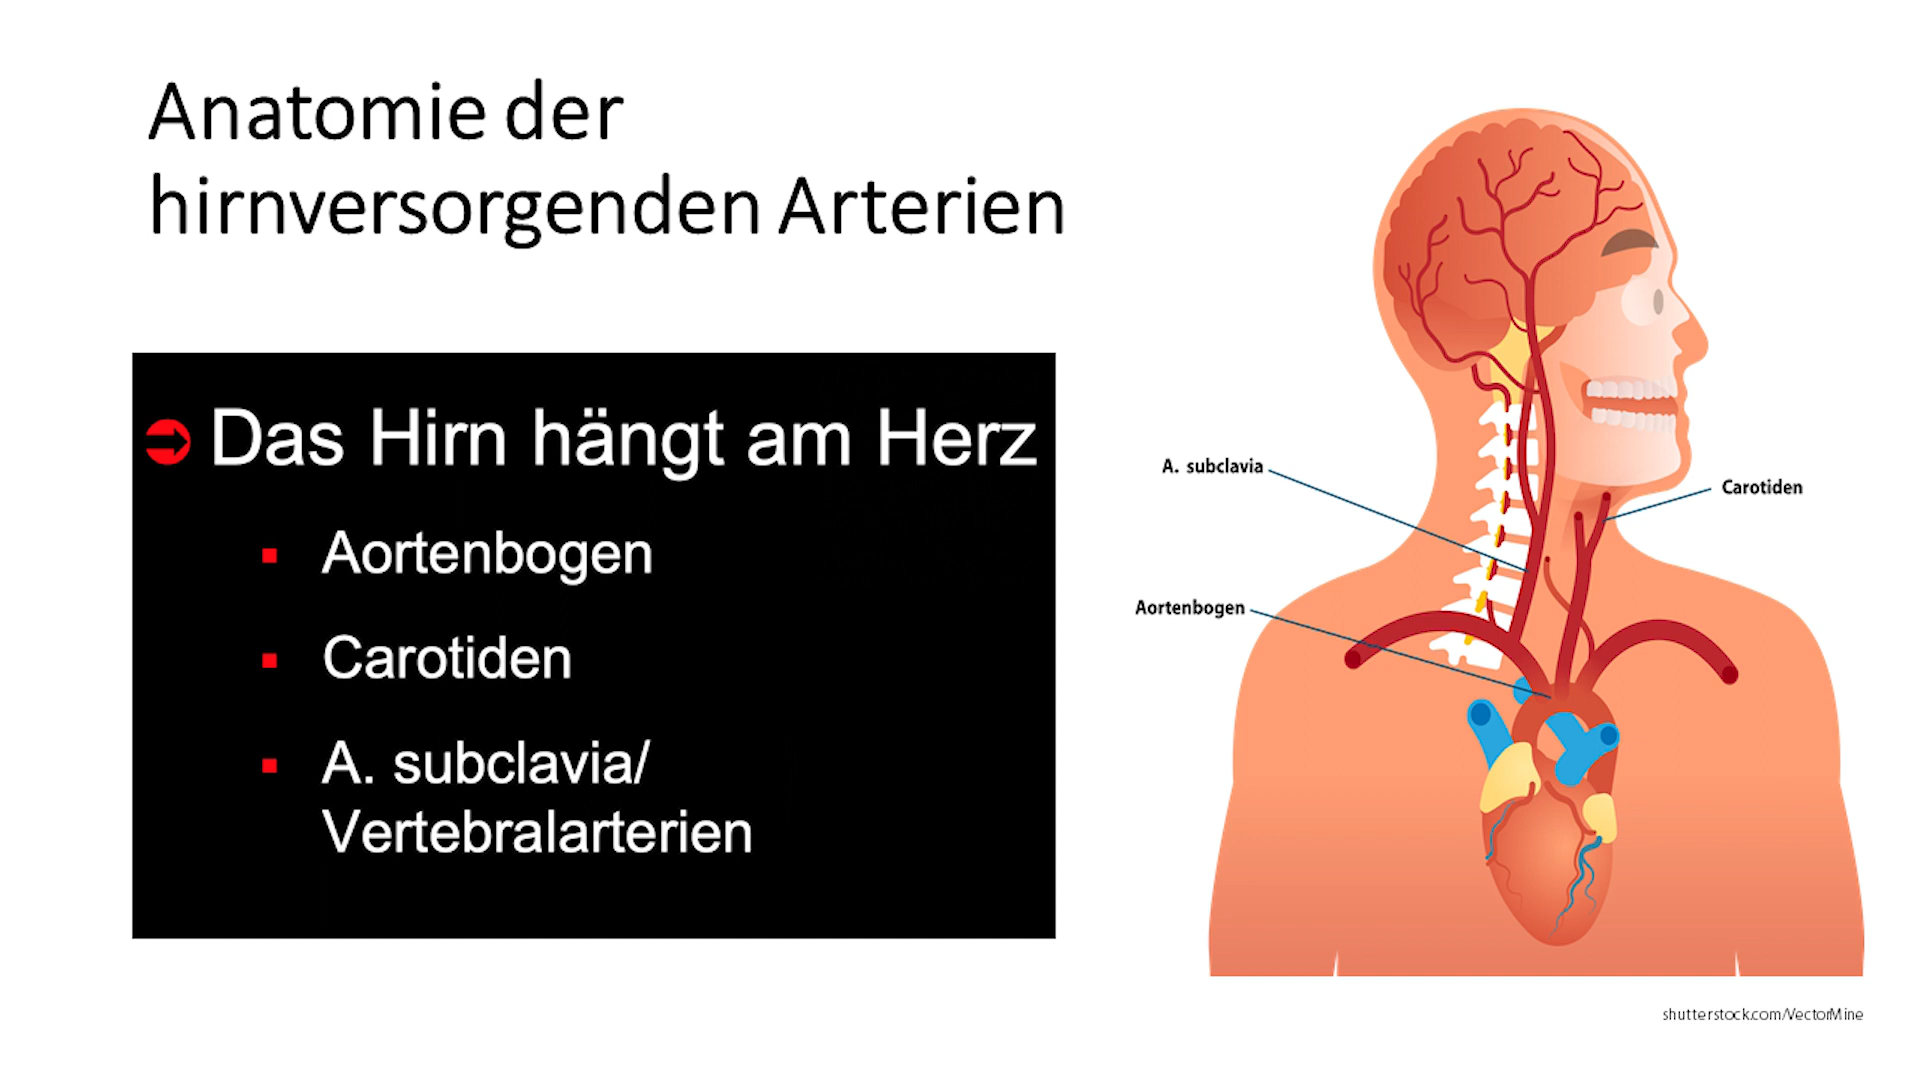 Anatomie der
hirnversorgenden Arterien
Das Hirn hängt am Herz
Aortenbogen
Carotiden
A. subclavia/
Vertebralarterien
A. subclavia
Carotiden
Aortenbogen
shutterstock.com/VectorMine